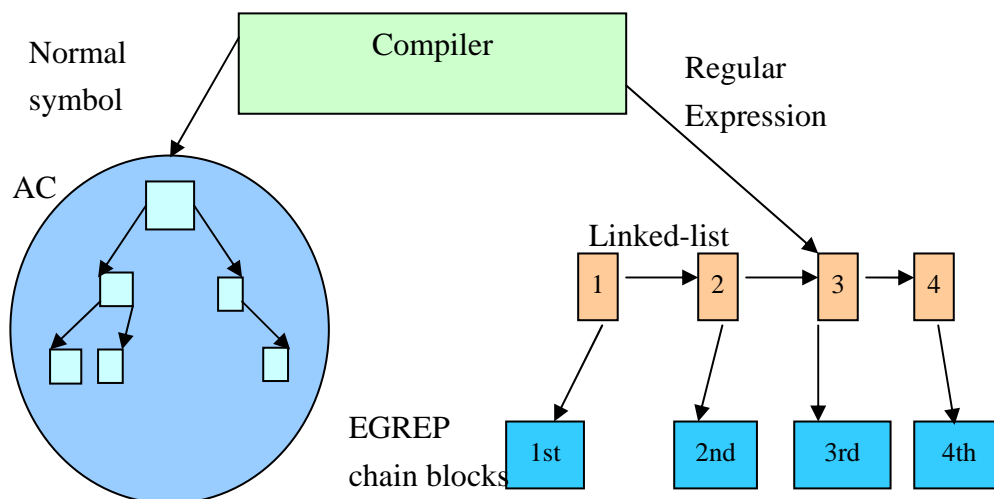 Normal
symbol
Compiler
Regular
Expression
AC
Linked-list
1
2
3
4
EGREP
chain blocks
1st
2nd
3rd
4th